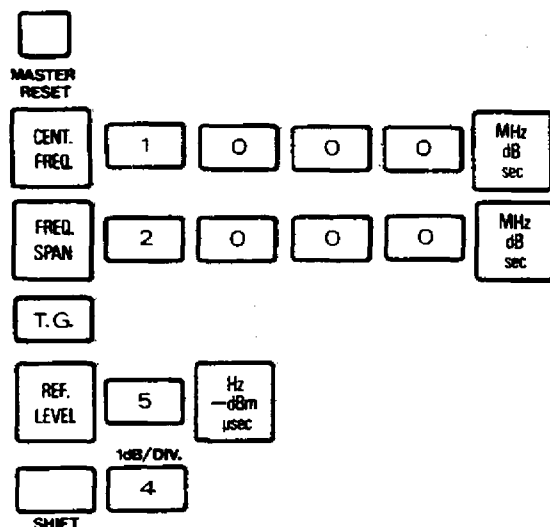 MASTER
RESET
CENT.
FREQ.
1
0
0
0
MHz
dB
sec
FREQ.
SPAN
2
0
0
0
MHz
dB
sec
T.G.
REF.
LEVEL
5
Hz
—dBm
μsec
1dB/DIV.
4
SHIFT